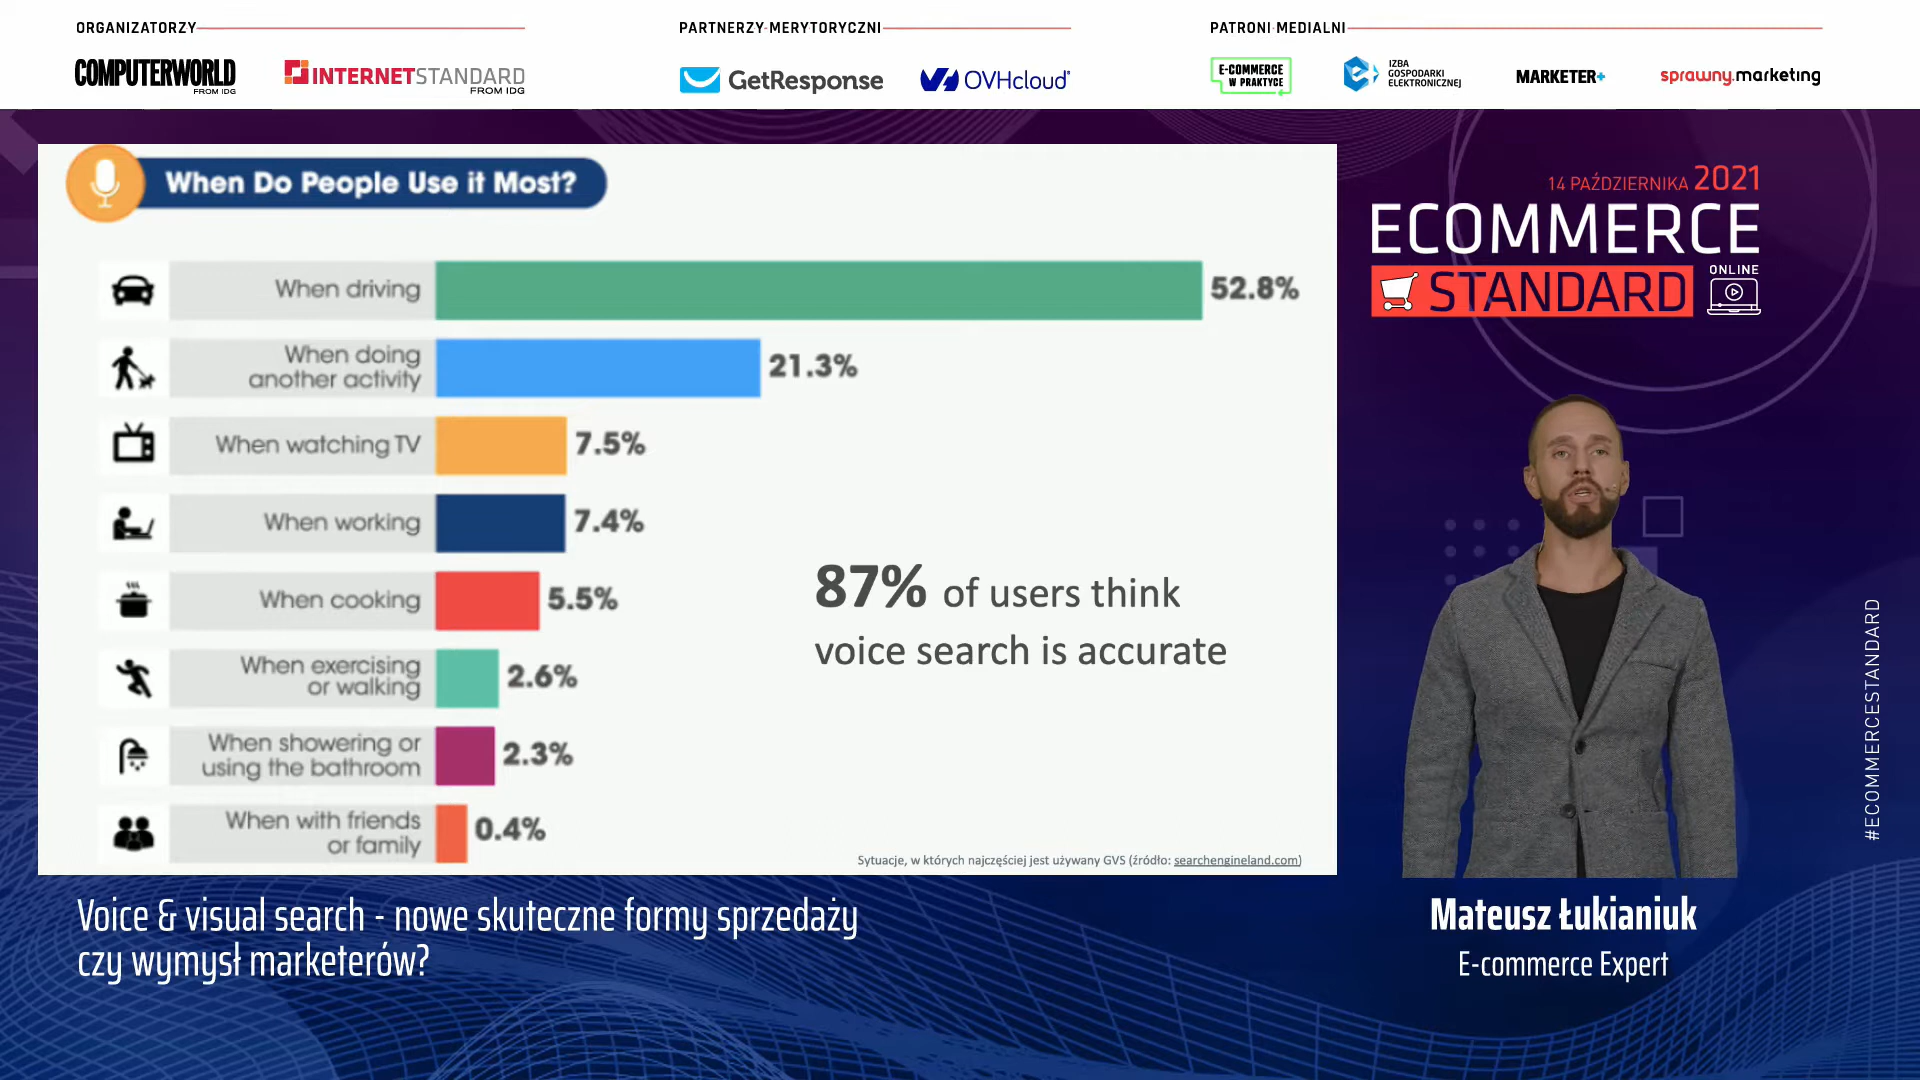 ORGANIZATORZY
COMPUTERWORLD
FROM IDG
INTERNETSTANDARD
FROM IDG
PARTNERZY MERYTORYCZNI
GetResponse
OVHcloud®
PATRONI MEDIALNI
E-COMMERCE
W PRAKTYCE
IZBA
GOSPODARKI
ELEKTRONICZNEJ
MARKETER+
sprawny.marketing
When Do People Use it Most?
When driving 52.8%
When doing
another activity 21.3%
When watching TV 7.5%
When working 7.4%
When cooking 5.5%
When exercising
or walking 2.6%
When showering or
using the bathroom 2.3%
When with friends
or family 0.4%
87% of users think
voice search is accurate
Sytuacje, w których najczęściej jest używany GVS (źródło: searchengineland.com)
14 PAŹDZIERNIKA 2021
ECOMMERCE
STANDARD
ONLINE
#ECOMMERCESTANDARD
Voice & visual search - nowe skuteczne formy sprzedaży
czy wymysł marketerów?
Mateusz Łukianiuk
E-commerce Expert